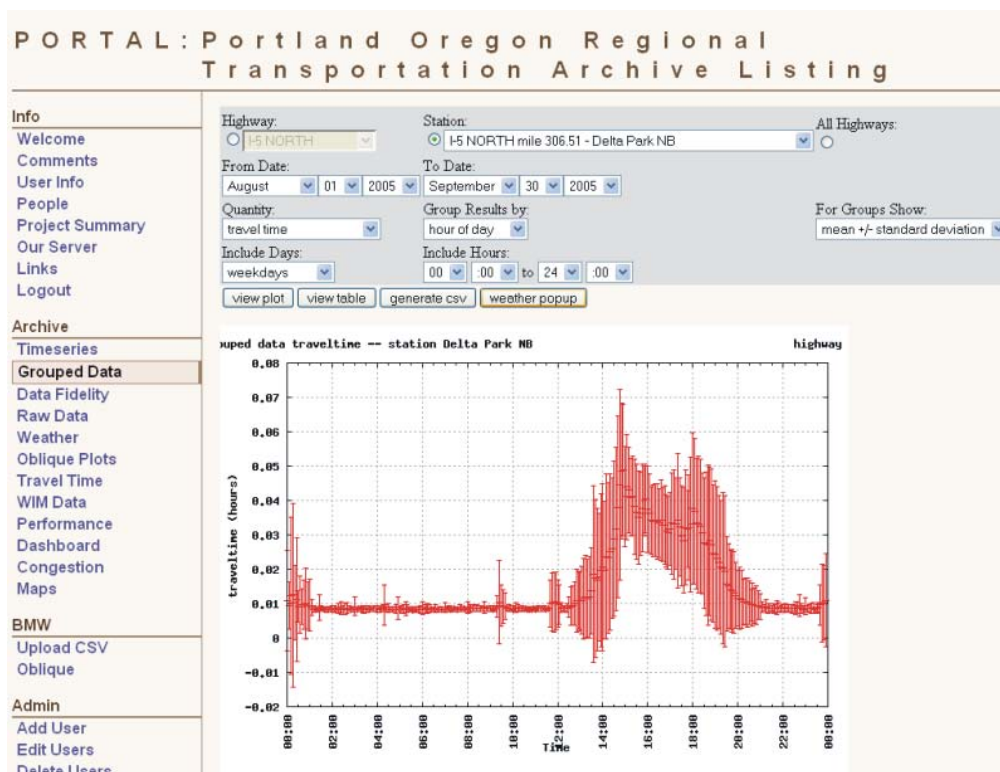 PORTAL: Portland Oregon Regional
Transportation Archive Listing
Info
Welcome
Comments
User Info
People
Project Summary
Our Server
Links
Logout
Archive
Timeseries
Grouped Data
Data Fidelity
Raw Data
Weather
Oblique Plots
Travel Time
WIM Data
Performance
Dashboard
Congestion
Maps
BMW
Upload CSV
Oblique
Admin
Add User
Edit Users
Delete Users
Highway: Station: All Highways:
I-5 NORTH I-5 NORTH mile 306.51 - Delta Park NB
From Date: To Date:
August 01 2005 September 30 2005
Quantity: Group Results by: For Groups Show:
travel time hour of day mean +/- standard deviation
Include Days: Include Hours:
weekdays 00 :00 to 24 :00
view plot view table generate csv weather popup
ouped data traveltime -- station Delta Park NB highway
traveltime (hours)
0.08
0.07
0.06
0.05
0.04
0.03
0.02
0.01
0
-0.01
-0.02
00:00 02:00 04:00 06:00 08:00 10:00 12:00 14:00 16:00 18:00 20:00 22:00 00:00
Time